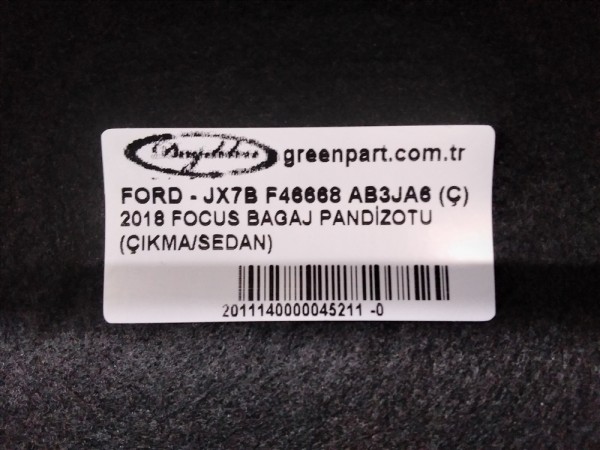 greenpart.com.tr
FORD - JX7B F46668 AB3JA6 (Ç)
2018 FOCUS BAGAJ PANDİZOTU
(ÇIKMA/SEDAN)
2011140000045211 -0